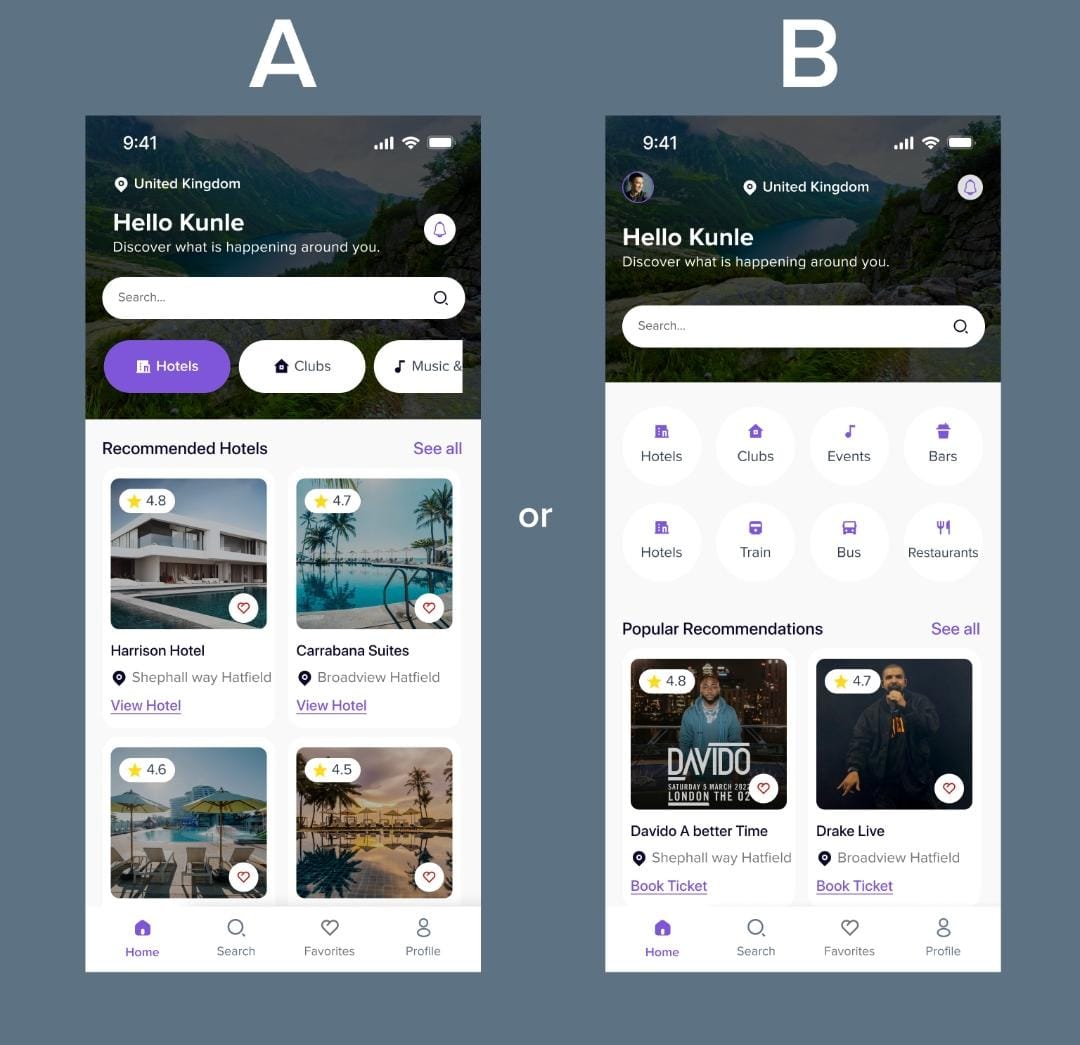 A
9:41
United Kingdom
Hello Kunle
Discover what is happening around you.
Search...
Hotels
Clubs
Music &
Recommended Hotels
See all
4.8
4.7
Harrison Hotel
Carrabana Suites
Shephall way Hatfield
Broadview Hatfield
View Hotel
View Hotel
4.6
4.5
Home
Search
Favorites
Profile
or
B
9:41
United Kingdom
Hello Kunle
Discover what is happening around you.
Search...
Hotels
Clubs
Events
Bars
Hotels
Train
Bus
Restaurants
Popular Recommendations
See all
4.8
4.7
DAVIDO
SATURDAY 5 MARCH 202
LONDON THE O2
Davido A better Time
Drake Live
Shephall way Hatfield
Broadview Hatfield
Book Ticket
Book Ticket
Home
Search
Favorites
Profile